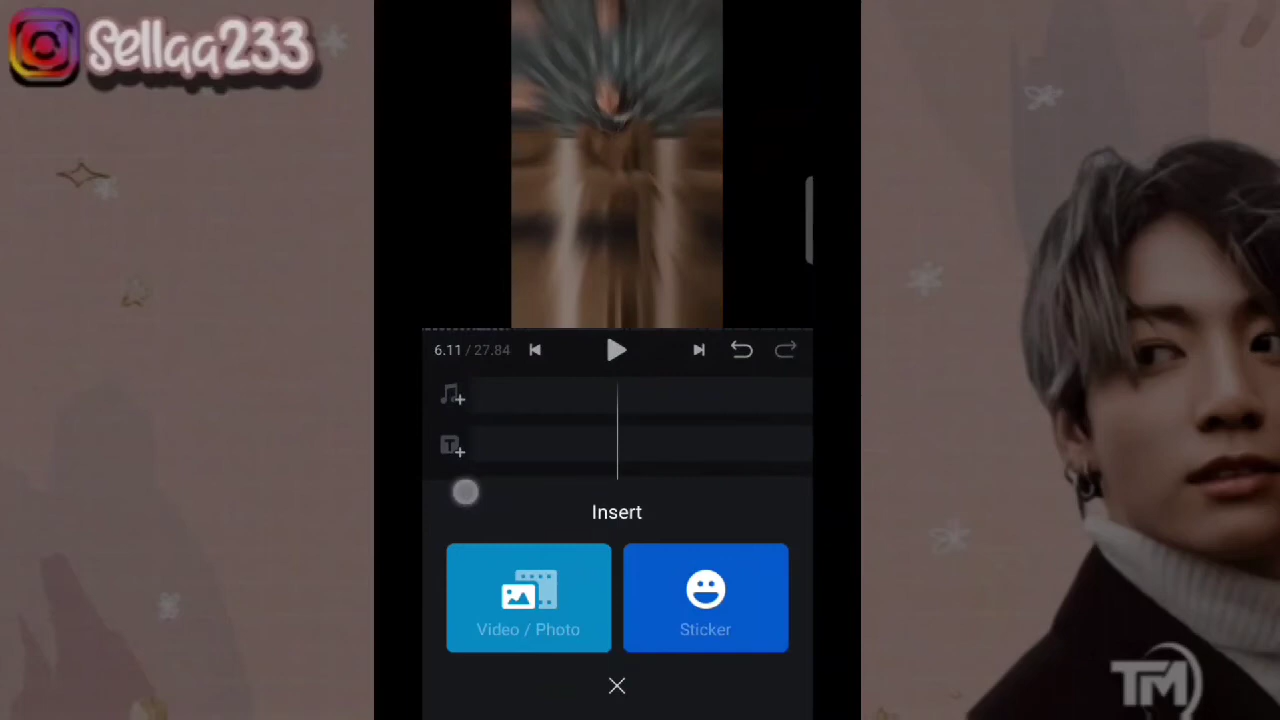 Sellaa233
6.11 / 27.84
T
Insert
Video / Photo
Sticker
TM